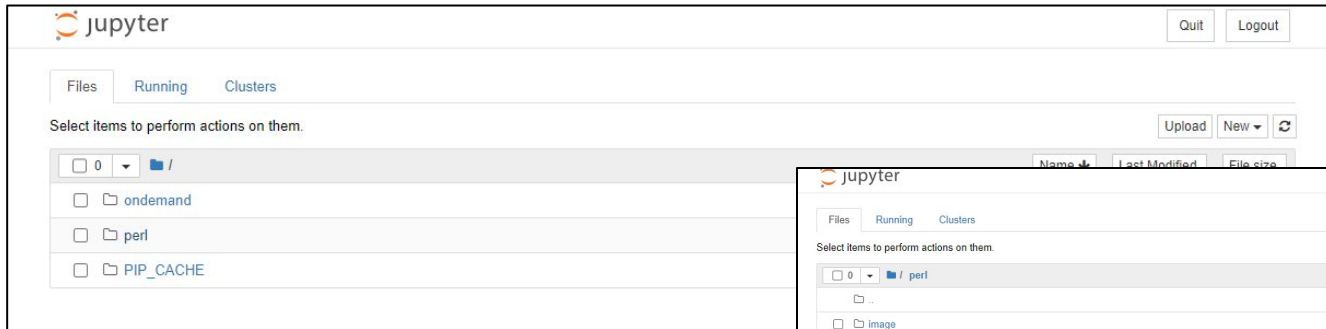 jupyter
Quit Logout
Files Running Clusters
Select items to perform actions on them.
Upload New
0 / Name Last Modified File size
ondemand
perl
PIP_CACHE
jupyter
Files Running Clusters
Select items to perform actions on them.
0 / perl
..
image